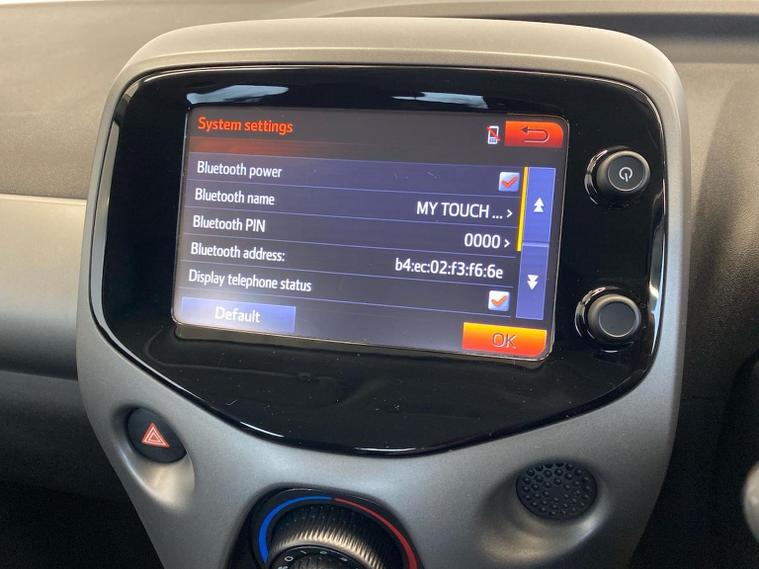 System settings
Bluetooth power
Bluetooth name MY TOUCH ... >
Bluetooth PIN 0000 >
Bluetooth address: b4:ec:02:f3:f6:6e
Display telephone status
Default OK